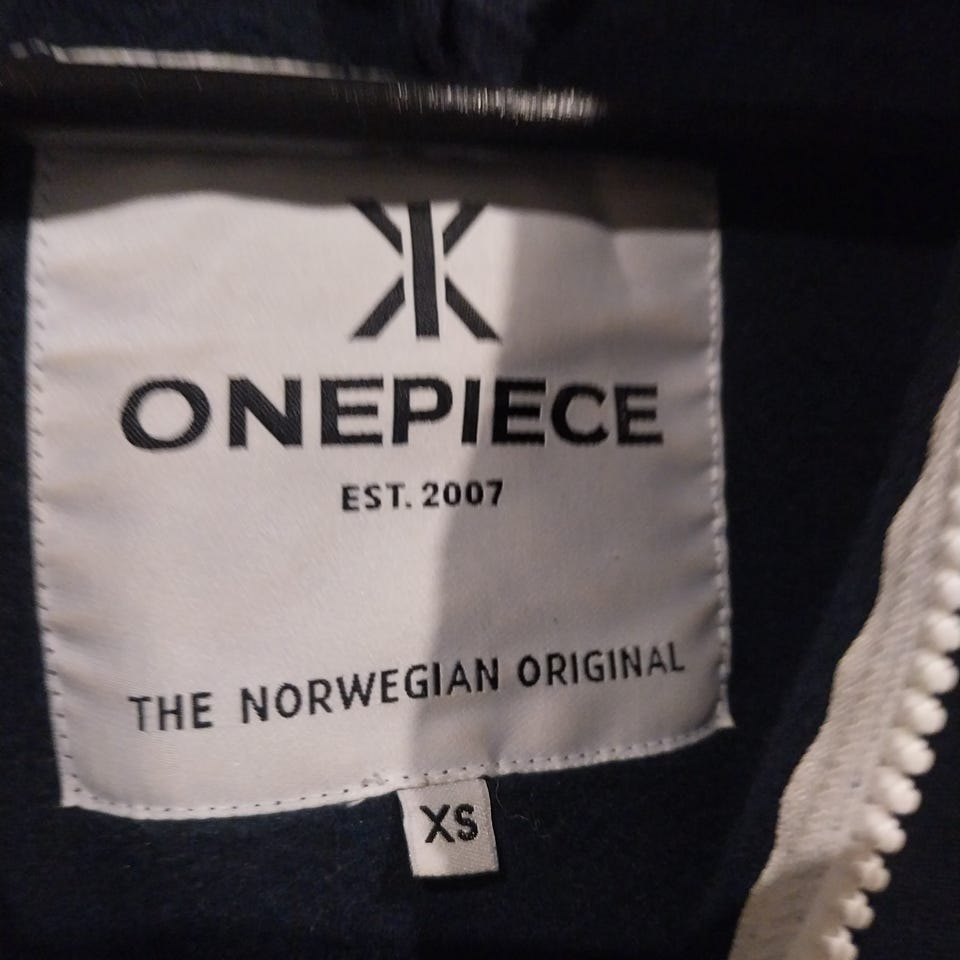 ONEPIECE
EST. 2007
THE NORWEGIAN ORIGINAL
XS